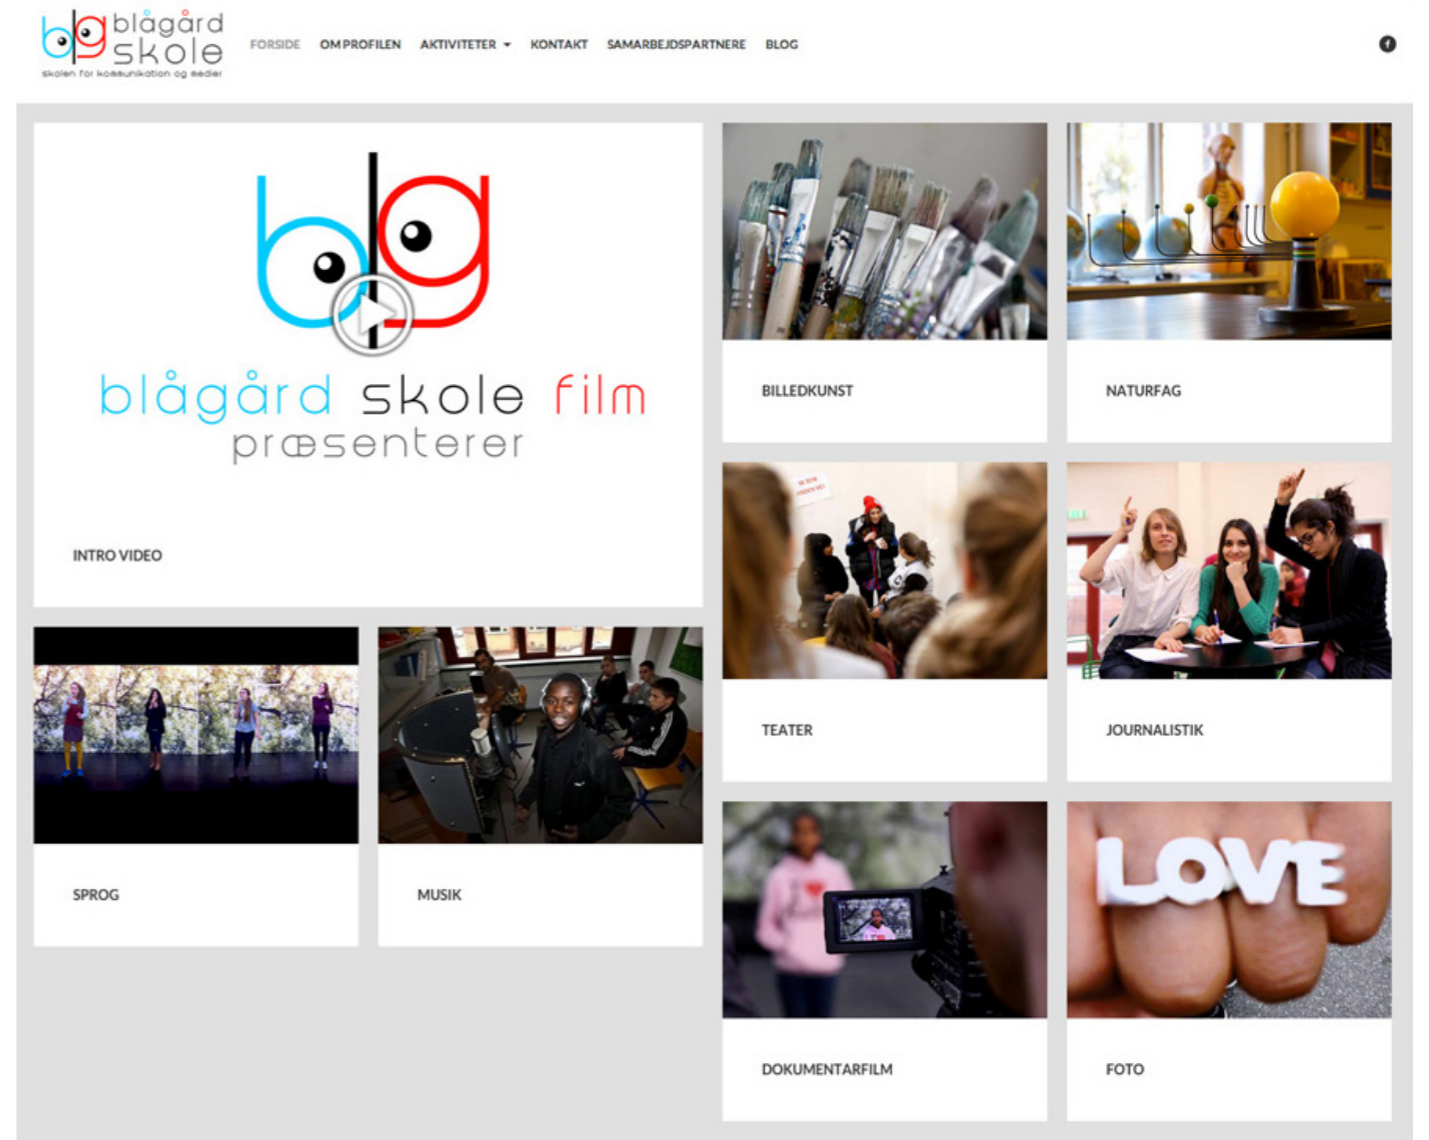 blågård
skole
skolen for kommunikation og medier
FORSIDE OM PROFILEN AKTIVITETER KONTAKT SAMARBEJDSPARTNERE BLOG
blågård skole film
præsenterer
INTRO VIDEO
BILLEDKUNST
NATURFAG
TEATER
JOURNALISTIK
SPROG
MUSIK
LOVE
DOKUMENTARFILM
FOTO